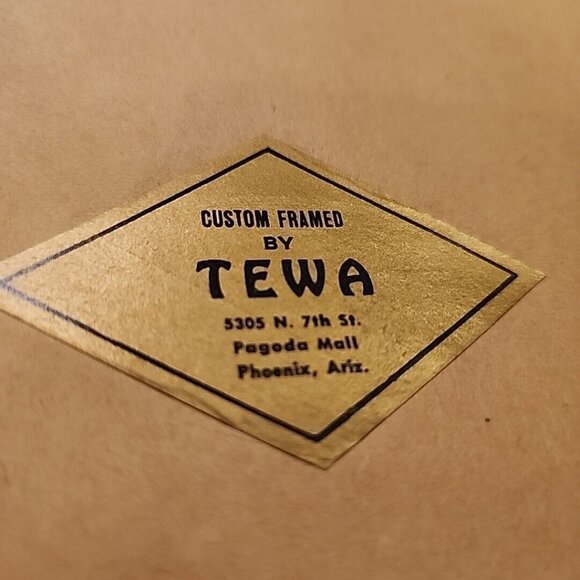 CUSTOM FRAMED
BY
TEWA
5305 N. 7th St.
Pagoda Mall
Phoenix, Ariz.